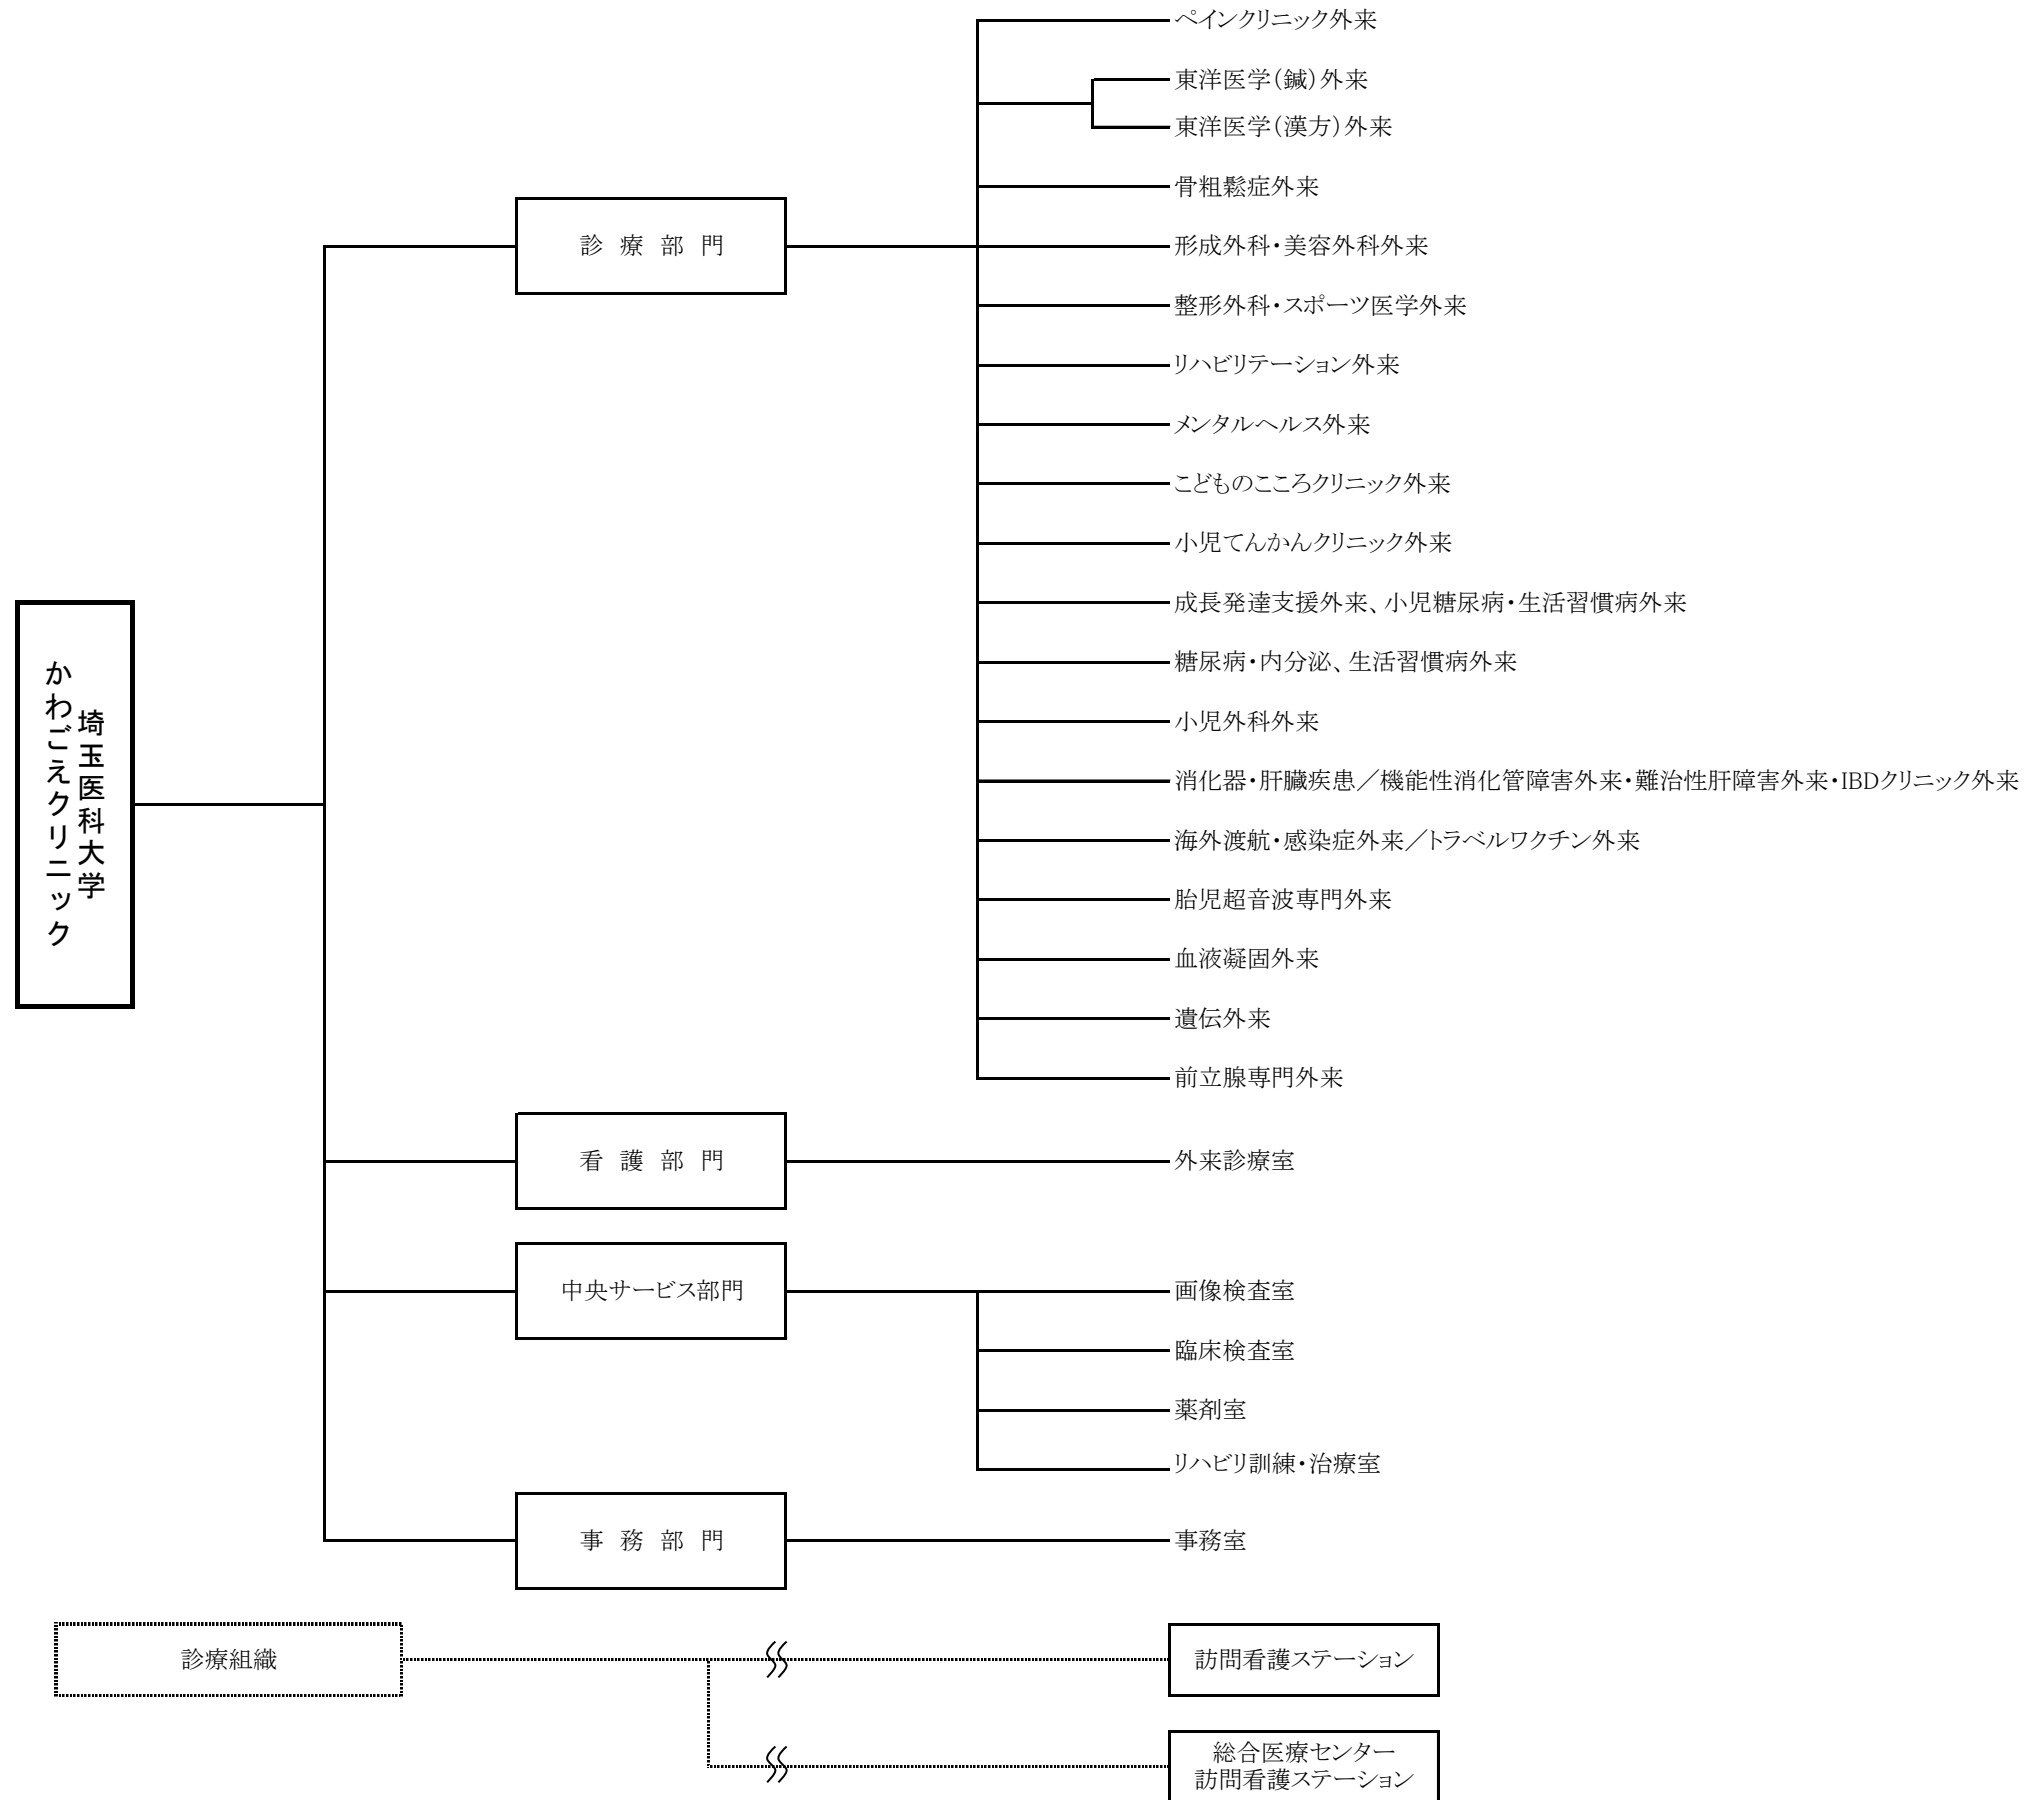 埼玉医科大学
かわごえクリニック
診療部門
ペインクリニック外来
東洋医学（鍼）外来
東洋医学（漢方）外来
骨粗鬆症外来
形成外科・美容外科外来
整形外科・スポーツ医学外来
リハビリテーション外来
メンタルヘルス外来
こどものこころクリニック外来
小児てんかんクリニック外来
成長発達支援外来、小児糖尿病・生活習慣病外来
糖尿病・内分泌、生活習慣病外来
小児外科外来
消化器・肝臓疾患／機能性消化管障害外来・難治性肝障害外来・IBDクリニック外来
海外渡航・感染症外来／トラベルワクチン外来
胎児超音波専門外来
血液凝固外来
遺伝外来
前立腺専門外来
看護部門
外来診療室
中央サービス部門
画像検査室
臨床検査室
薬剤室
リハビリ訓練・治療室
事務部門
事務室
診療組織
訪問看護ステーション
総合医療センター
訪問看護ステーション